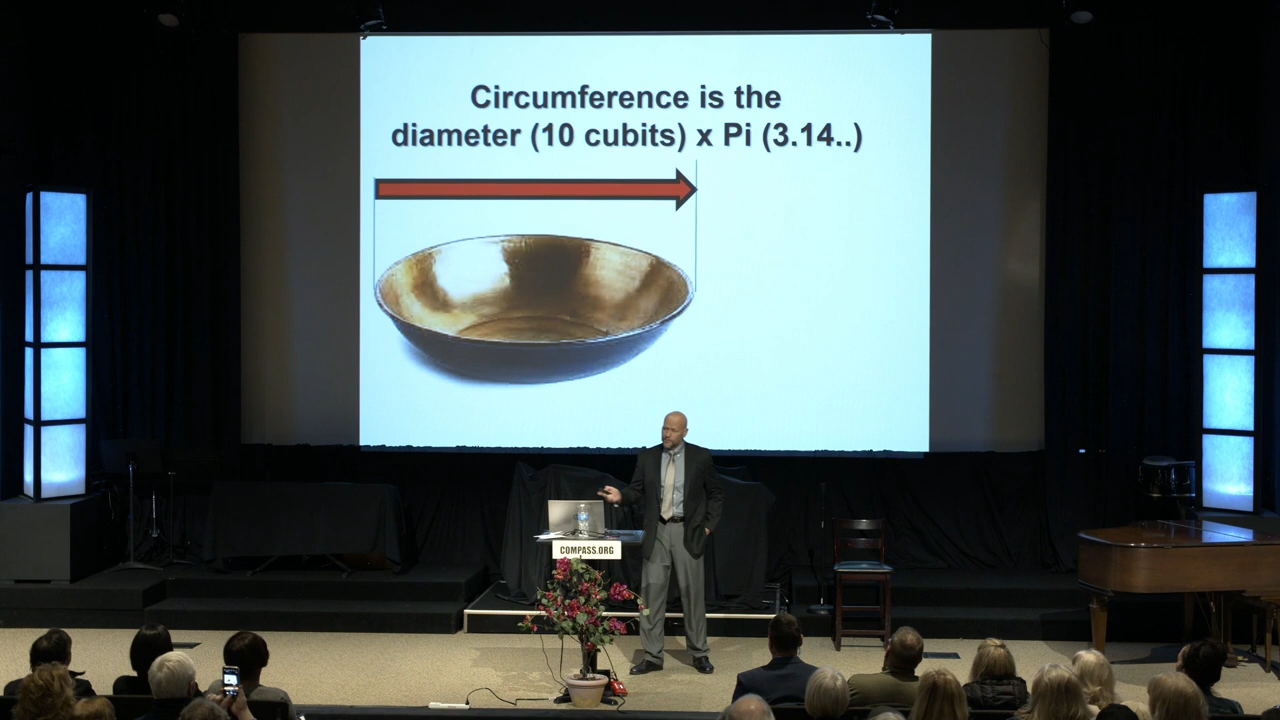 Circumference is the
diameter (10 cubits) x Pi (3.14..)
COMPASS.ORG